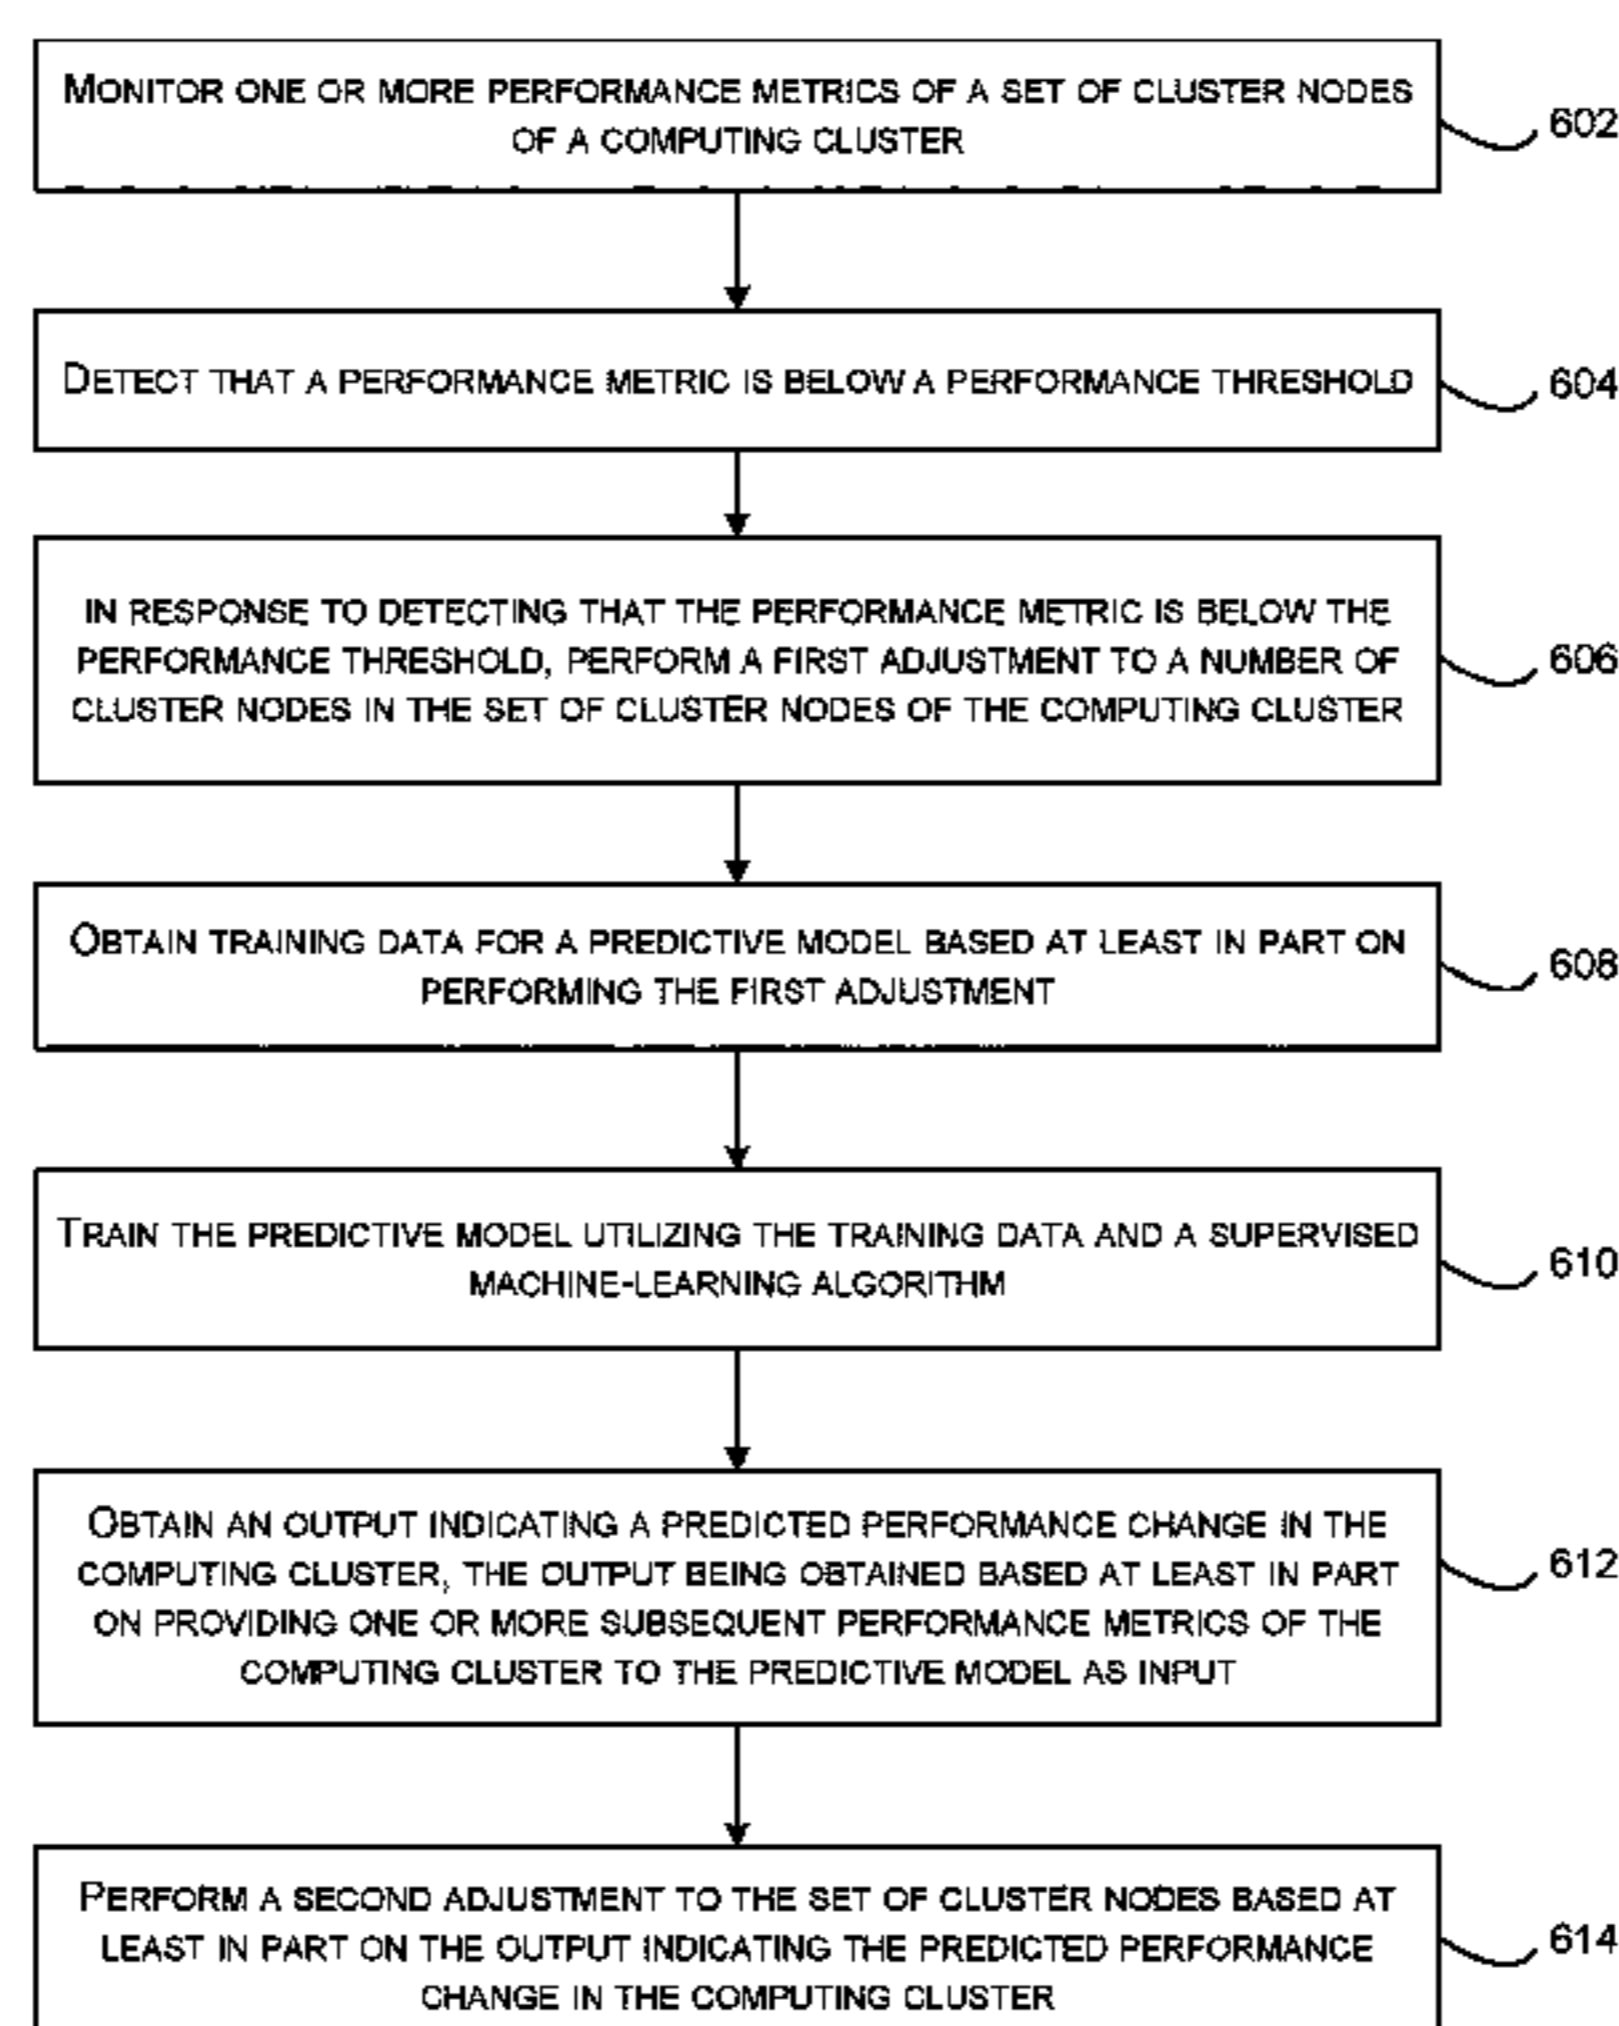 MONITOR ONE OR MORE PERFORMANCE METRICS OF A SET OF CLUSTER NODES
OF A COMPUTING CLUSTER
602
DETECT THAT A PERFORMANCE METRIC IS BELOW A PERFORMANCE THRESHOLD
604
IN RESPONSE TO DETECTING THAT THE PERFORMANCE METRIC IS BELOW THE
PERFORMANCE THRESHOLD, PERFORM A FIRST ADJUSTMENT TO A NUMBER OF
CLUSTER NODES IN THE SET OF CLUSTER NODES OF THE COMPUTING CLUSTER
606
OBTAIN TRAINING DATA FOR A PREDICTIVE MODEL BASED AT LEAST IN PART ON
PERFORMING THE FIRST ADJUSTMENT
608
TRAIN THE PREDICTIVE MODEL UTILIZING THE TRAINING DATA AND A SUPERVISED
MACHINE-LEARNING ALGORITHM
610
OBTAIN AN OUTPUT INDICATING A PREDICTED PERFORMANCE CHANGE IN THE
COMPUTING CLUSTER, THE OUTPUT BEING OBTAINED BASED AT LEAST IN PART
ON PROVIDING ONE OR MORE SUBSEQUENT PERFORMANCE METRICS OF THE
COMPUTING CLUSTER TO THE PREDICTIVE MODEL AS INPUT
612
PERFORM A SECOND ADJUSTMENT TO THE SET OF CLUSTER NODES BASED AT
LEAST IN PART ON THE OUTPUT INDICATING THE PREDICTED PERFORMANCE
CHANGE IN THE COMPUTING CLUSTER
614